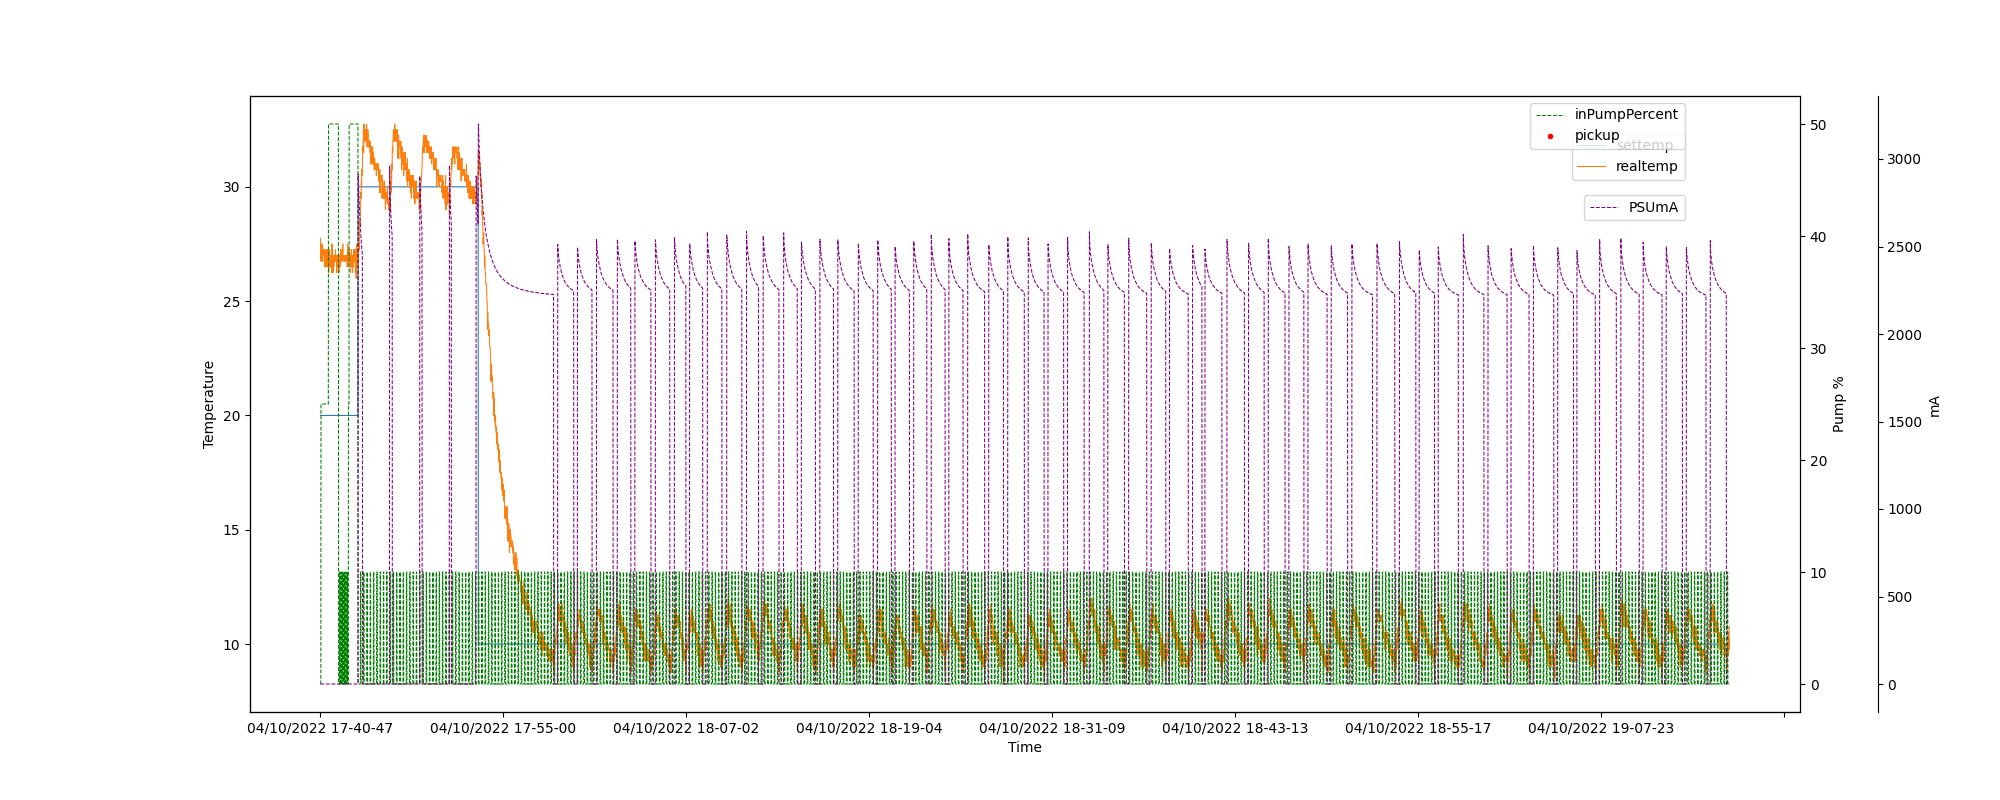 inPumpPercent
pickup
settemp
realtemp
PSUmA
Temperature
30
25
20
15
10
50
40
30
20
10
0
Pump %
3000
2500
2000
1500
1000
500
0
mA
04/10/2022 17-40-47
04/10/2022 17-55-00
04/10/2022 18-07-02
04/10/2022 18-19-04
04/10/2022 18-31-09
04/10/2022 18-43-13
04/10/2022 18-55-17
04/10/2022 19-07-23
Time